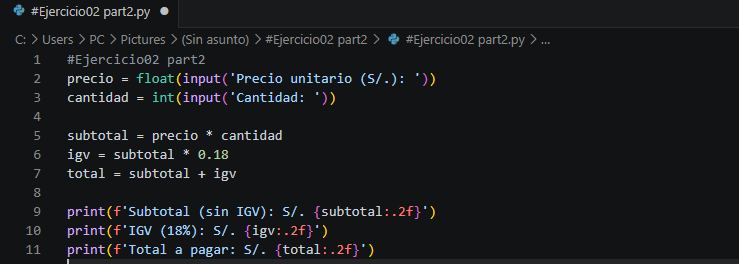 #Ejercicio02 part2.py
C: > Users > PC > Pictures > (Sin asunto) > #Ejercicio02 part2 > #Ejercicio02 part2.py > ...
1 #Ejercicio02 part2
2 precio = float(input('Precio unitario (S/.): '))
3 cantidad = int(input('Cantidad: '))
4
5 subtotal = precio * cantidad
6 igv = subtotal * 0.18
7 total = subtotal + igv
8
9 print(f'Subtotal (sin IGV): S/. {subtotal:.2f}')
10 print(f'IGV (18%): S/. {igv:.2f}')
11 print(f'Total a pagar: S/. {total:.2f}')